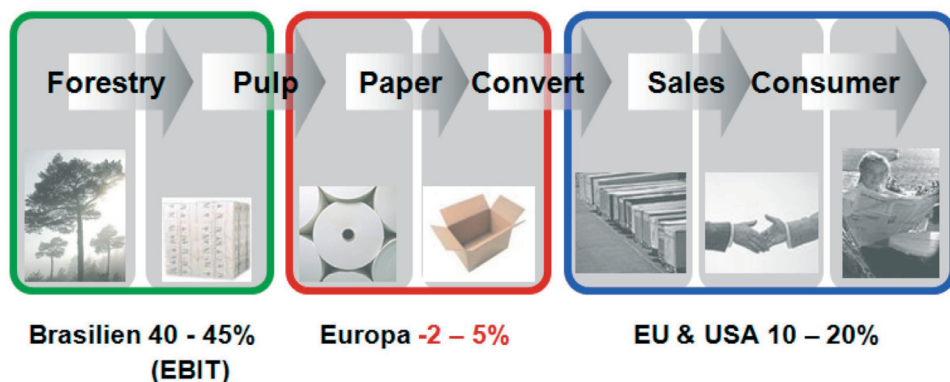 Forestry Pulp Paper Convert Sales Consumer
Brasilien 40 - 45% Europa -2 – 5% EU & USA 10 – 20%
(EBIT)